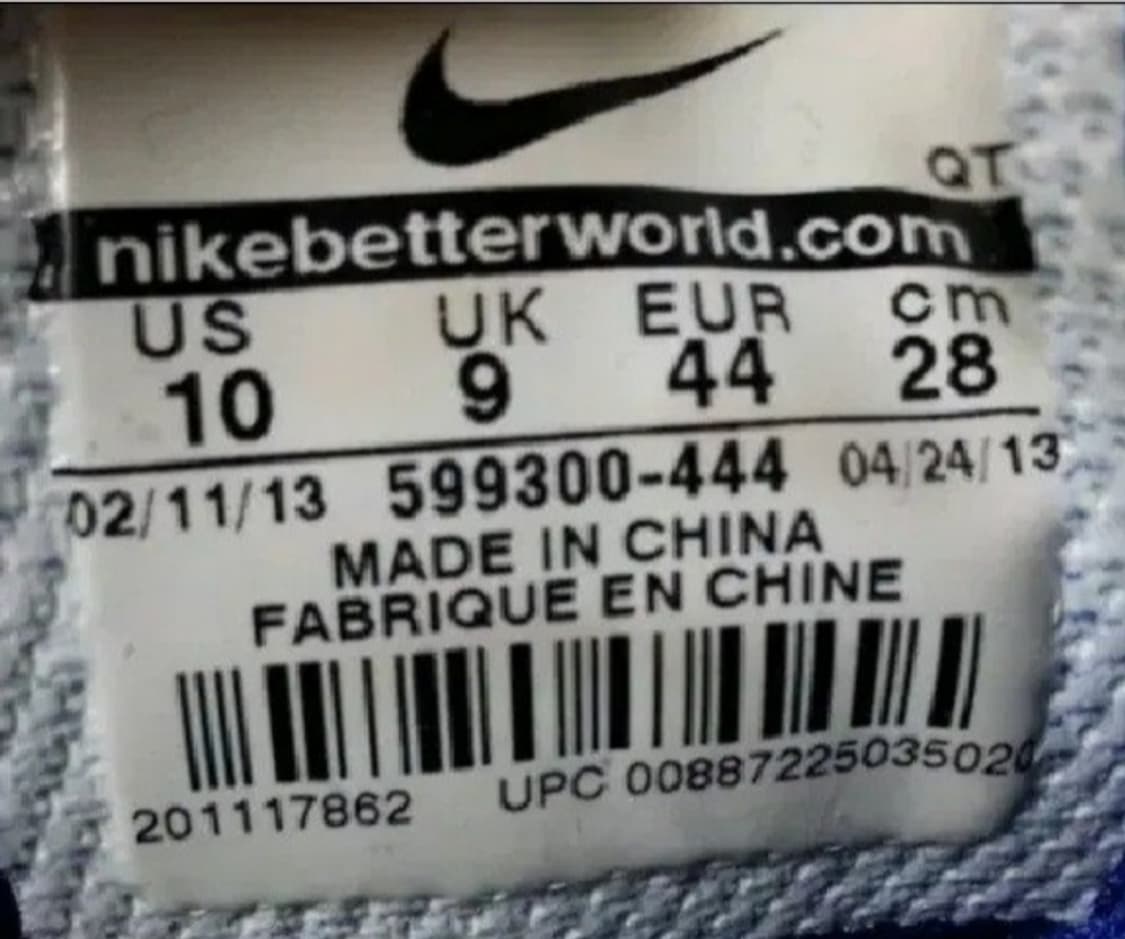 QT
nikebetterworld.com
US UK EUR cm
10 9 44 28
02/11/13 599300-444 04/24/13
MADE IN CHINA
FABRIQUE EN CHINE
201117862 UPC